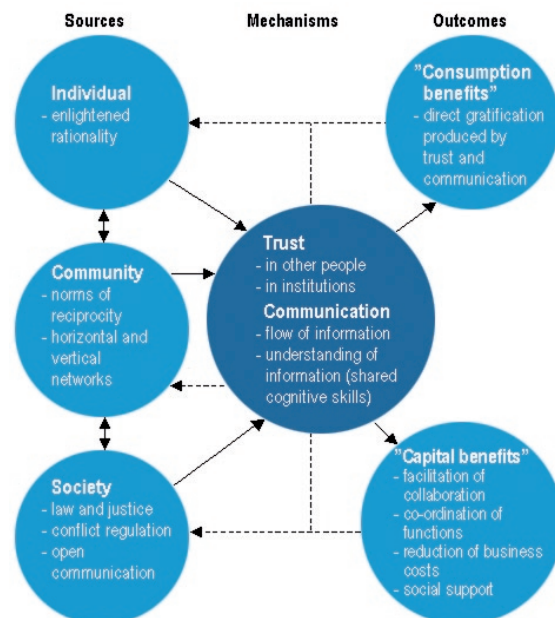 Sources Mechanisms Outcomes
Individual
- enlightened
rationality
"Consumption
benefits"
- direct gratification
produced by
trust and
communication
Community
- norms of
reciprocity
- horizontal and
vertical
networks
Trust
- in other people
- in institutions
Communication
- flow of information
- understanding of
information (shared
cognitive skills)
Society
- law and justice
- conflict regulation
- open
communication
"Capital benefits"
- facilitation of
collaboration
- co-ordination of
functions
- reduction of business
costs
- social support